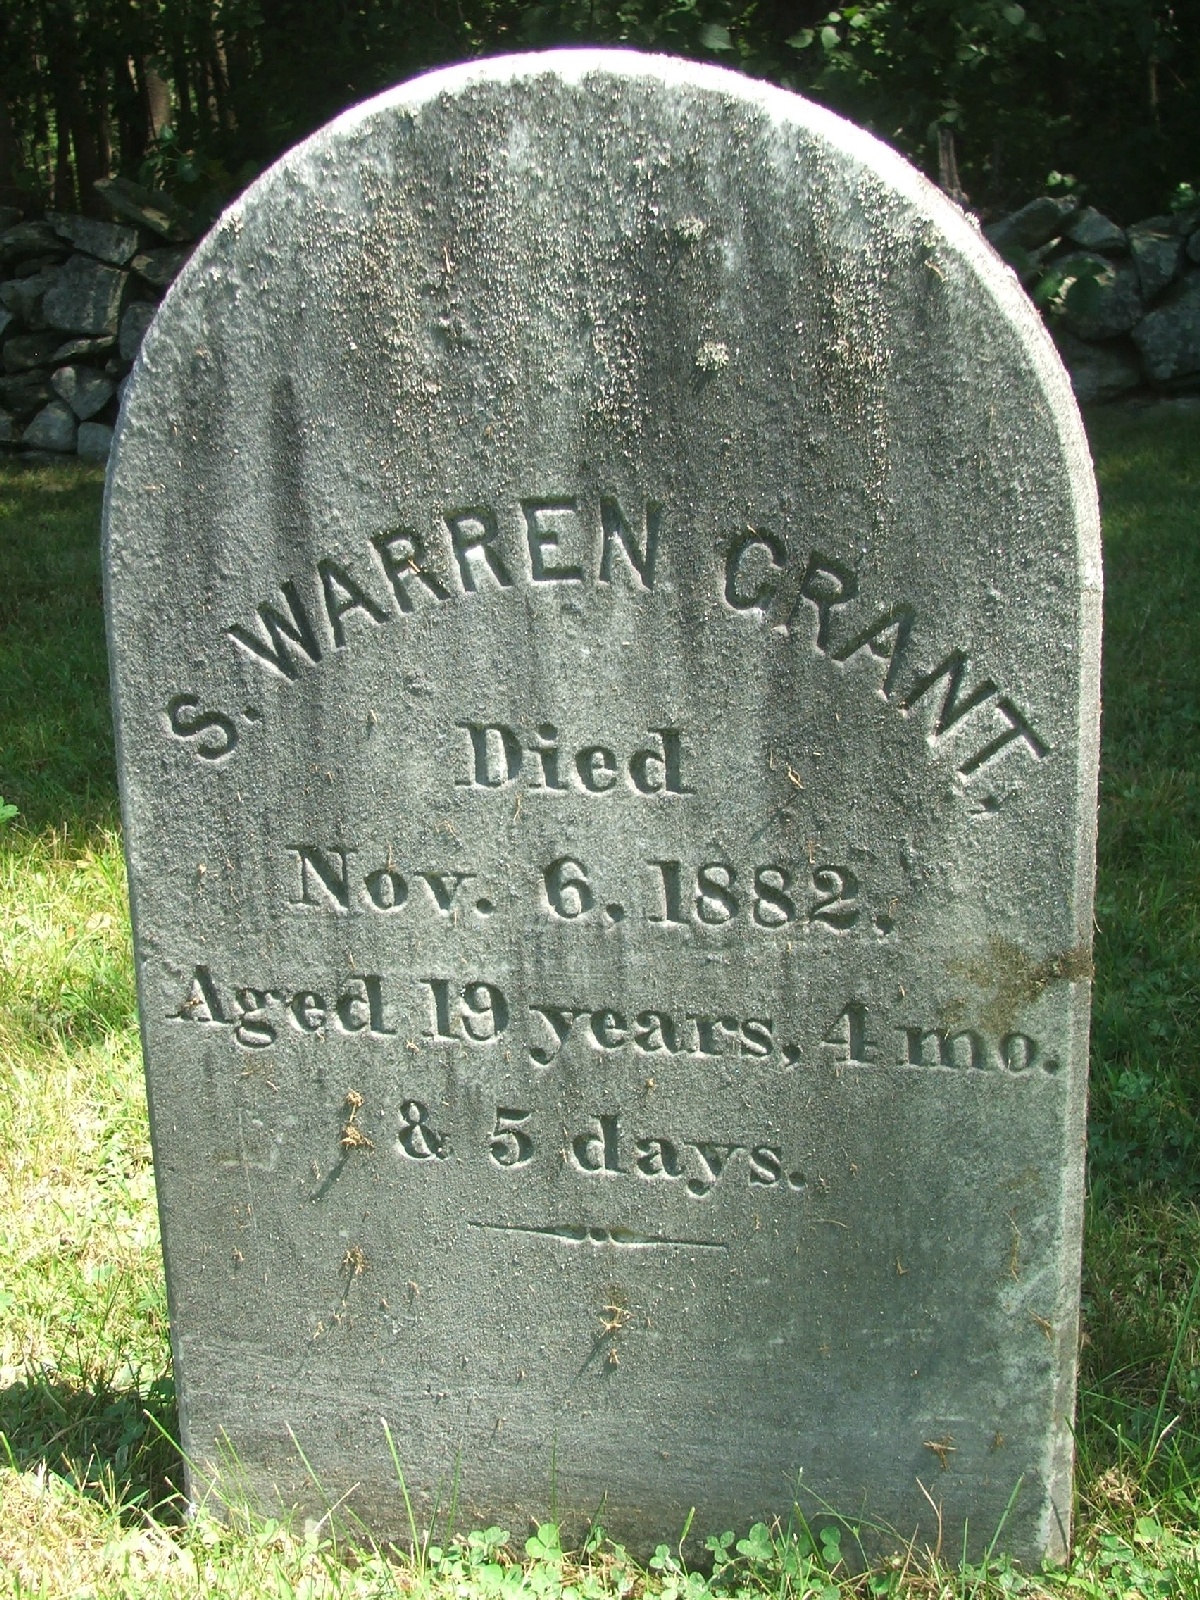 S. WARREN GRANT,
Died
Nov. 6, 1882,
Aged 19 years, 4 mo.
& 5 days.